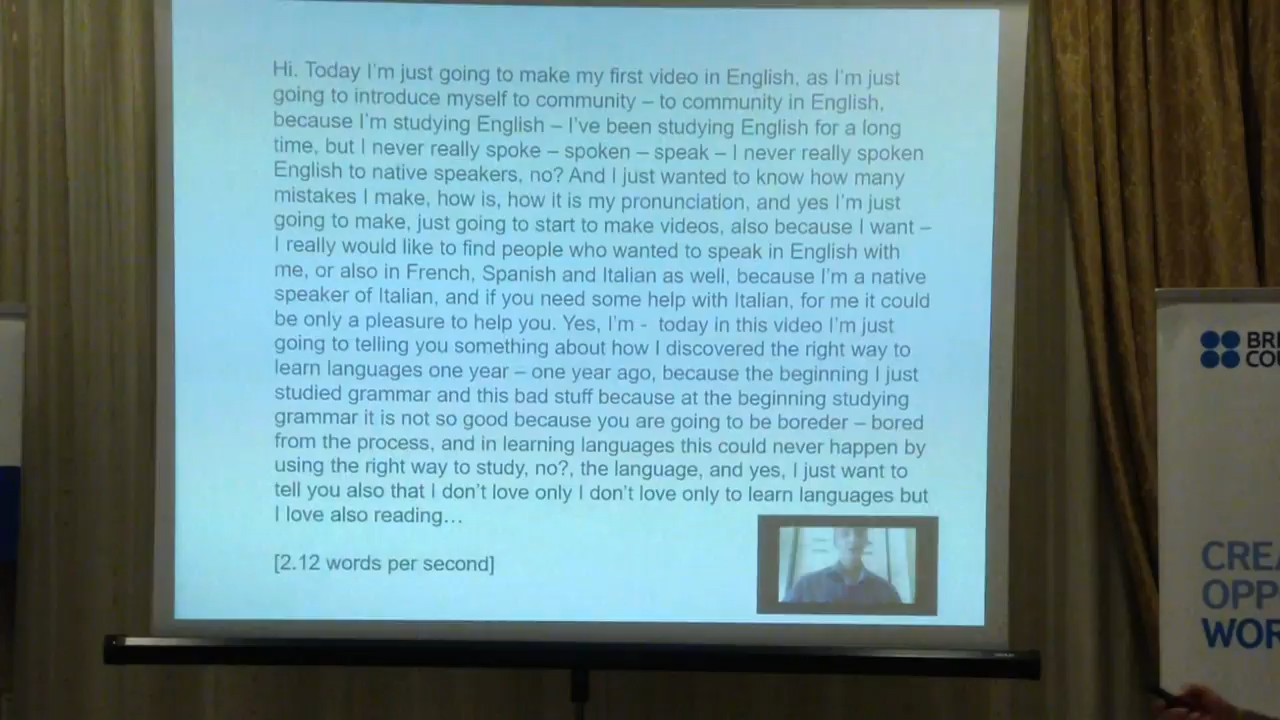 Hi. Today I'm just going to make my first video in English, as I'm just
going to introduce myself to community – to community in English,
because I'm studying English – I've been studying English for a long
time, but I never really spoke – spoken – speak – I never really spoken
English to native speakers, no? And I just wanted to know how many
mistakes I make, how is, how it is my pronunciation, and yes I'm just
going to make, just going to start to make videos, also because I want –
I really would like to find people who wanted to speak in English with
me, or also in French, Spanish and Italian as well, because I'm a native
speaker of Italian, and if you need some help with Italian, for me it could
be only a pleasure to help you. Yes, I'm - today in this video I'm just
going to telling you something about how I discovered the right way to
learn languages one year – one year ago, because the beginning I just
studied grammar and this bad stuff because at the beginning studying
grammar it is not so good because you are going to be boreder – bored
from the process, and in learning languages this could never happen by
using the right way to study, no?, the language, and yes, I just want to
tell you also that I don't love only I don't love only to learn languages but
I love also reading…
[2.12 words per second]
BRI
COU
CREA
OPP
WOR